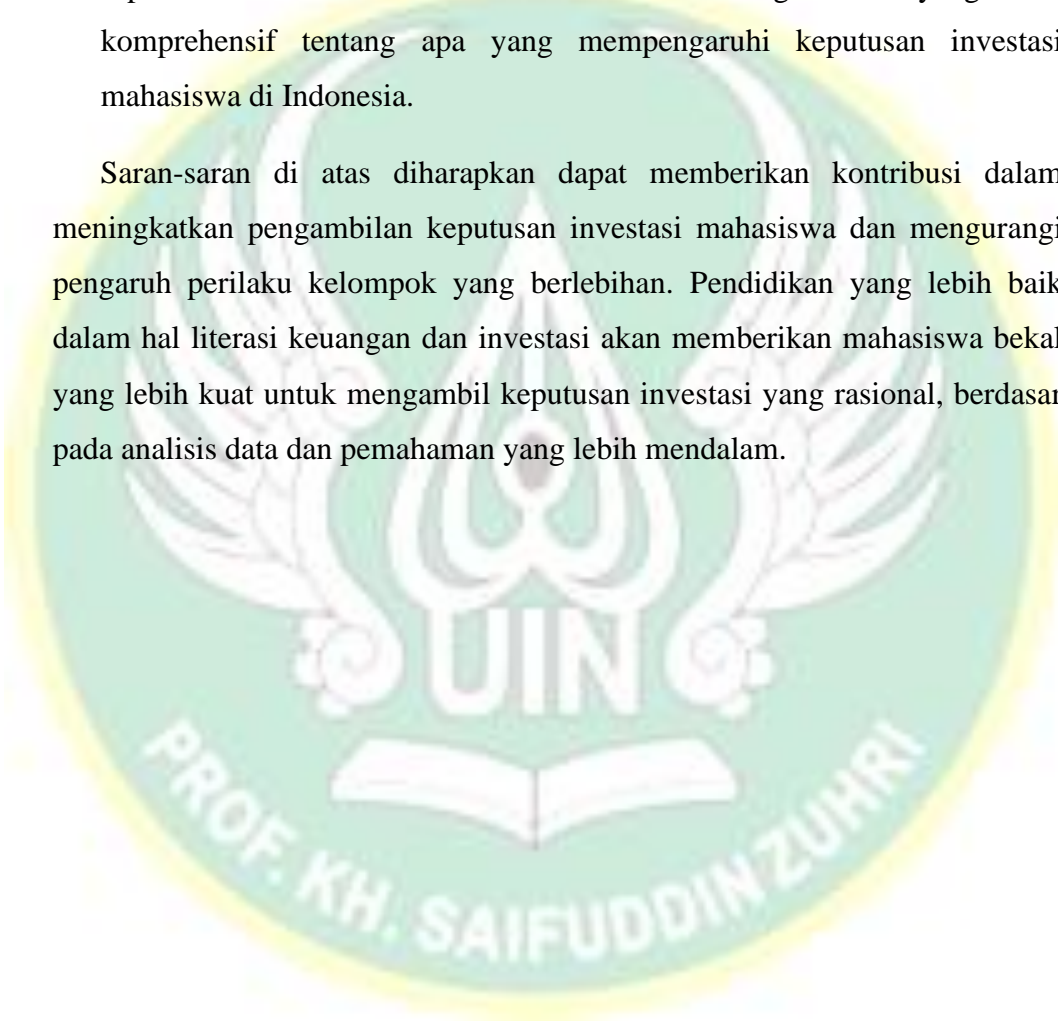 komprehensif tentang apa yang mempengaruhi keputusan investasi
mahasiswa di Indonesia.
Saran-saran di atas diharapkan dapat memberikan kontribusi dalam
meningkatkan pengambilan keputusan investasi mahasiswa dan mengurangi
pengaruh perilaku kelompok yang berlebihan. Pendidikan yang lebih baik
dalam hal literasi keuangan dan investasi akan memberikan mahasiswa bekal
yang lebih kuat untuk mengambil keputusan investasi yang rasional, berdasar
pada analisis data dan pemahaman yang lebih mendalam.
UIN
PROF. KH. SAIFUDDIN ZUHRI